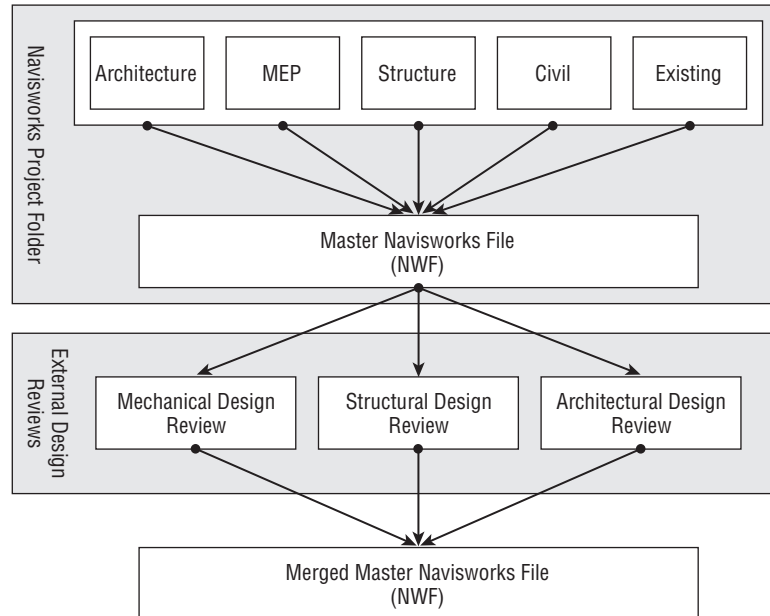 Navisworks Project Folder
Architecture
MEP
Structure
Civil
Existing
Master Navisworks File
(NWF)
External Design
Reviews
Mechanical Design
Review
Structural Design
Review
Architectural Design
Review
Merged Master Navisworks File
(NWF)